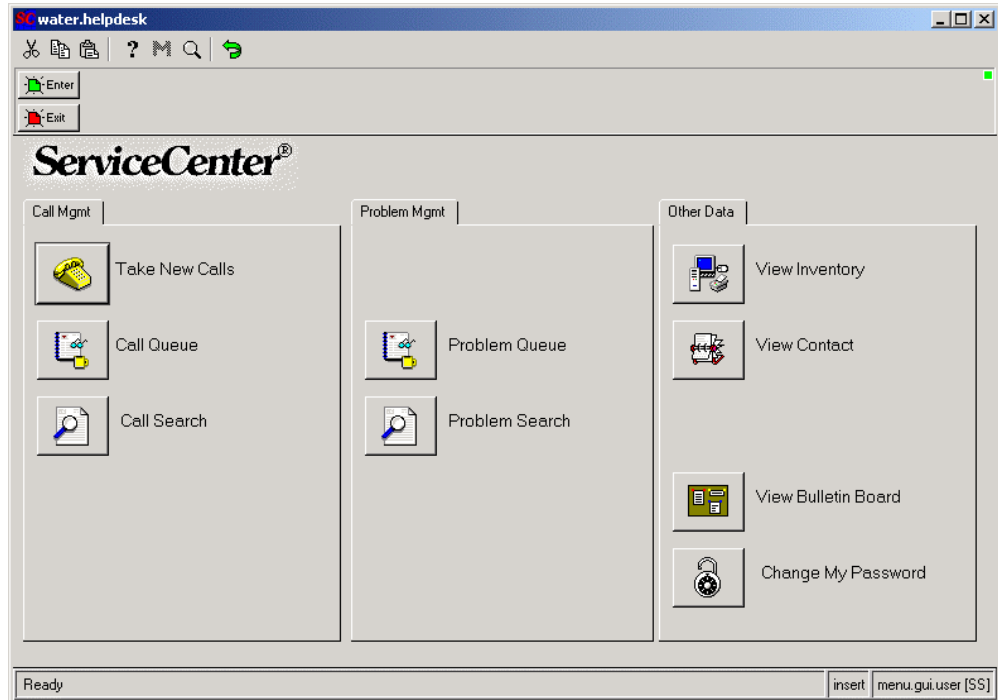 SC water.helpdesk
? M
Enter
Exit
ServiceCenter®
Call Mgmt
Take New Calls
Call Queue
Call Search
Problem Mgmt
Problem Queue
Problem Search
Other Data
View Inventory
View Contact
View Bulletin Board
Change My Password
Ready
insert
menu.gui.user [SS]